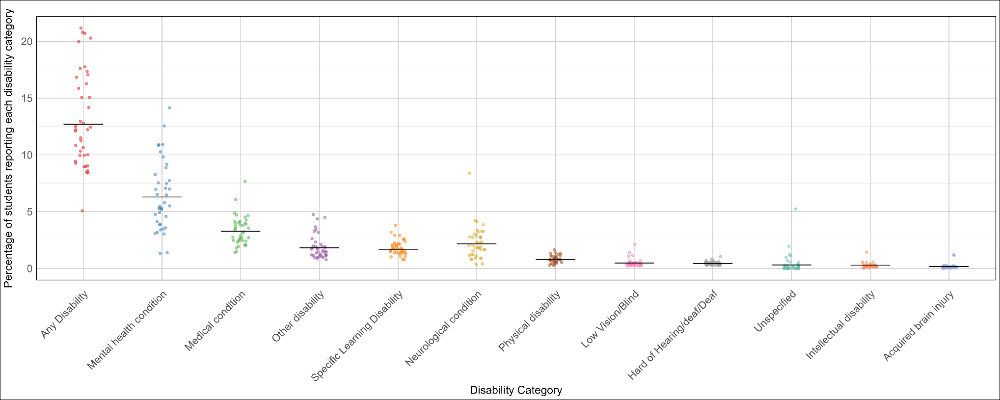 Percentage of students reporting each disability category
20
15
10
5
0
Any Disability
Mental health condition
Medical condition
Other disability
Specific Learning Disability
Neurological condition
Physical disability
Low Vision/Blind
Hard of Hearing/deaf/Deaf
Unspecified
Intellectual disability
Acquired brain injury
Disability Category